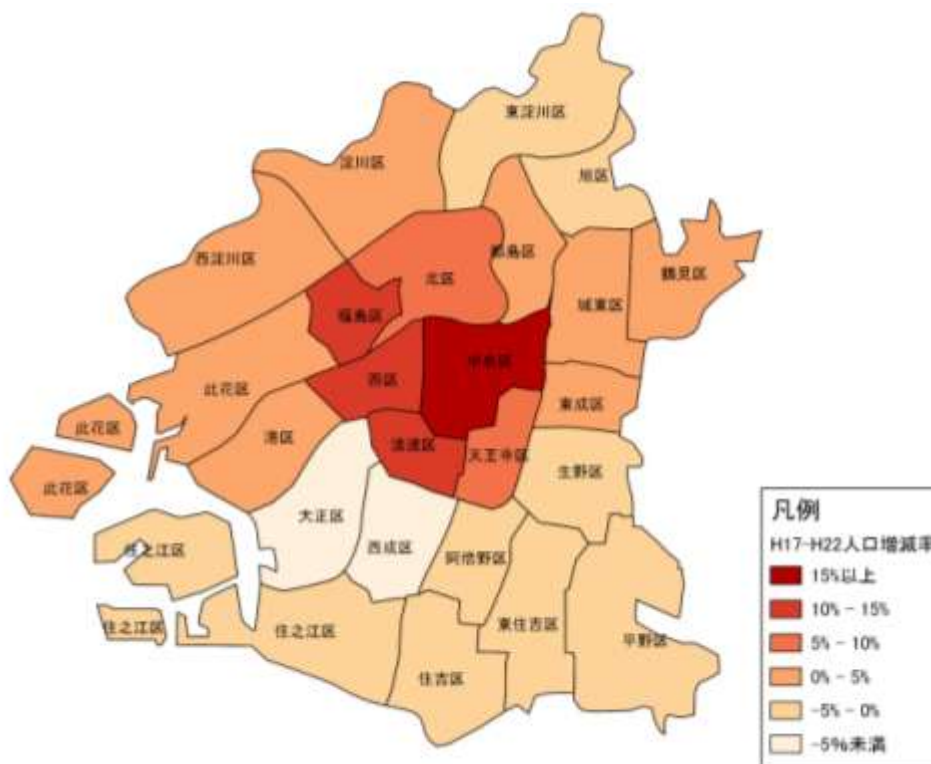 東淀川区
淀川区
旭区
西淀川区
都島区
鶴見区
北区
城東区
福島区
中央区
西区
此花区
東成区
此花区
港区
浪速区
天王寺区
生野区
此花区
大正区
西成区
住之江区
阿倍野区
住之江区
住之江区
東住吉区
平野区
住吉区
凡例
H17-H22人口増減率
15%以上
10% - 15%
5% - 10%
0% - 5%
-5% - 0%
-5%未満